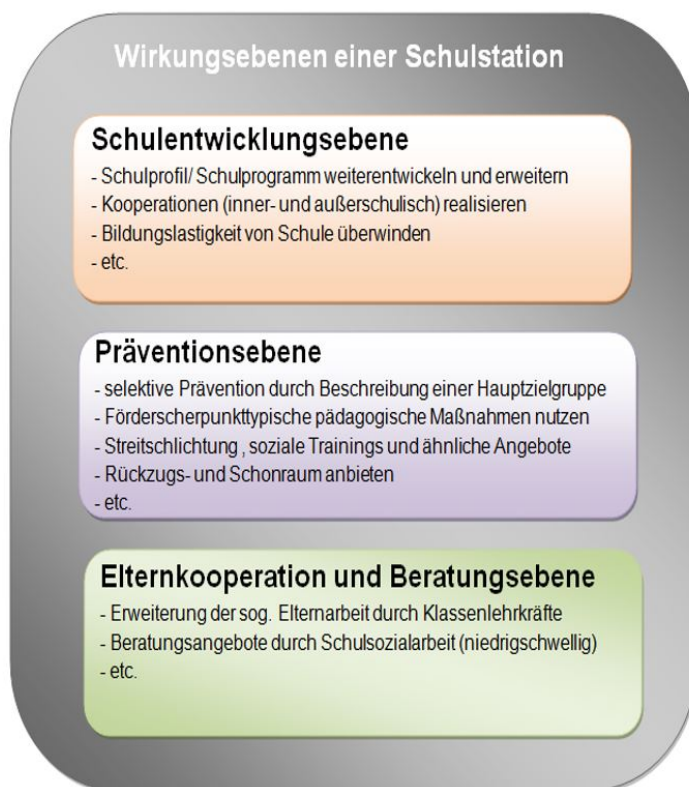 Wirkungsebenen einer Schulstation
Schulentwicklungsebene
- Schulprofil/ Schulprogramm weiterentwickeln und erweitern
- Kooperationen (inner- und außerschulisch) realisieren
- Bildungslastigkeit von Schule überwinden
- etc.
Präventionsebene
- selektive Prävention durch Beschreibung einer Hauptzielgruppe
- Förderscherpunkttypische pädagogische Maßnahmen nutzen
- Streitschlichtung , soziale Trainings und ähnliche Angebote
- Rückzugs- und Schonraum anbieten
- etc.
Elternkooperation und Beratungsebene
- Erweiterung der sog. Elternarbeit durch Klassenlehrkräfte
- Beratungsangebote durch Schulsozialarbeit (niedrigschwellig)
- etc.